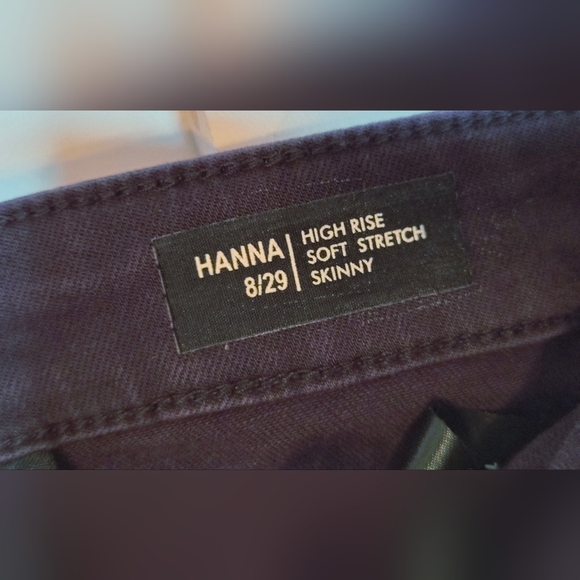 HANNA
8/29
HIGH RISE
SOFT STRETCH
SKINNY